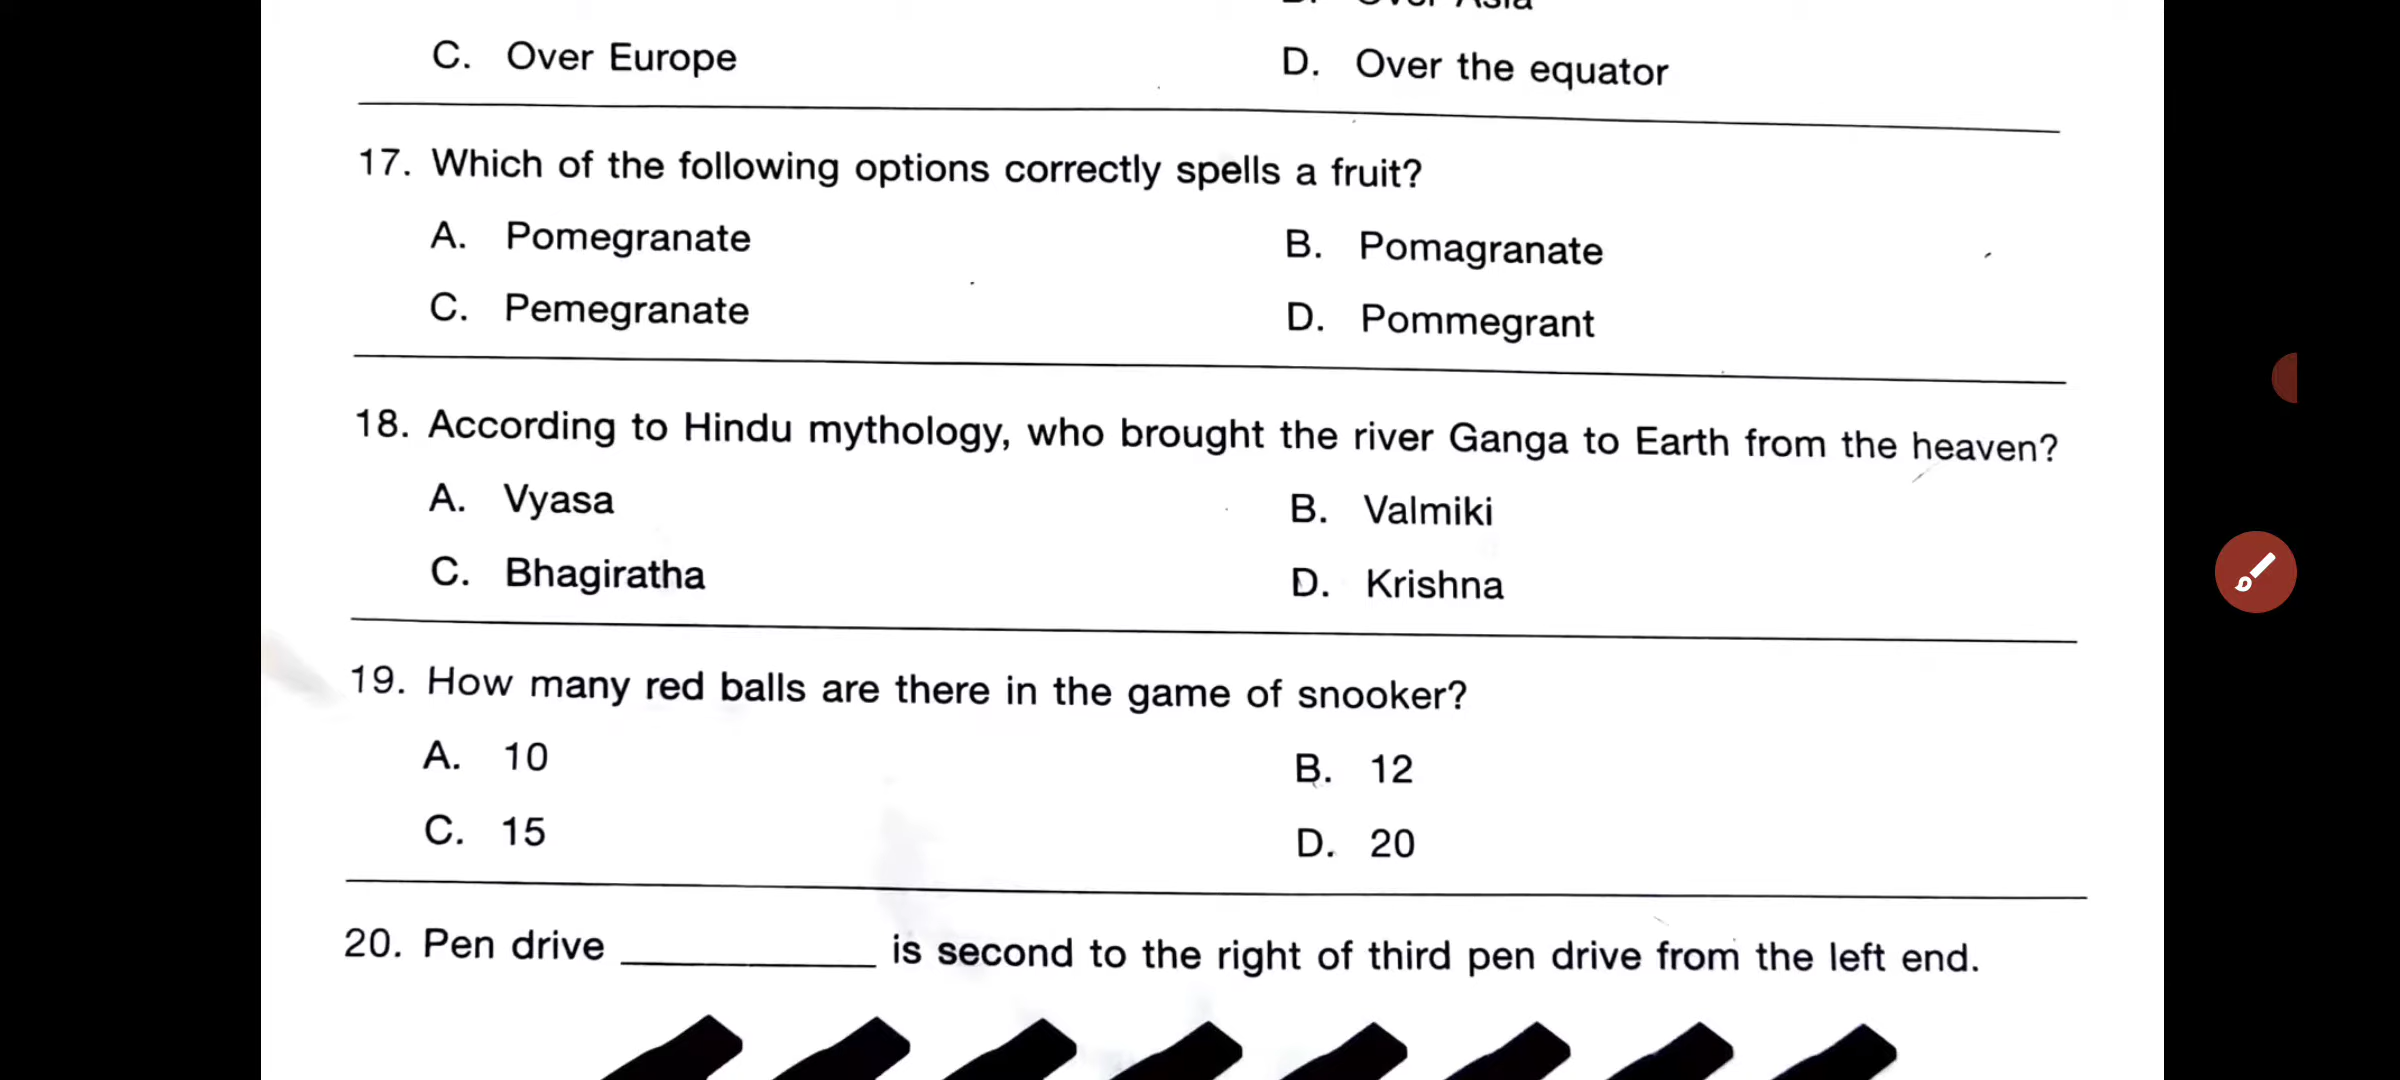 C. Over Europe
D. Over the equator
17. Which of the following options correctly spells a fruit?
A. Pomegranate
B. Pomagranate
C. Pemegranate
D. Pommegrant
18. According to Hindu mythology, who brought the river Ganga to Earth from the heaven?
A. Vyasa
B. Valmiki
C. Bhagiratha
D. Krishna
19. How many red balls are there in the game of snooker?
A. 10
B. 12
C. 15
D. 20
20. Pen drive __________ is second to the right of third pen drive from the left end.